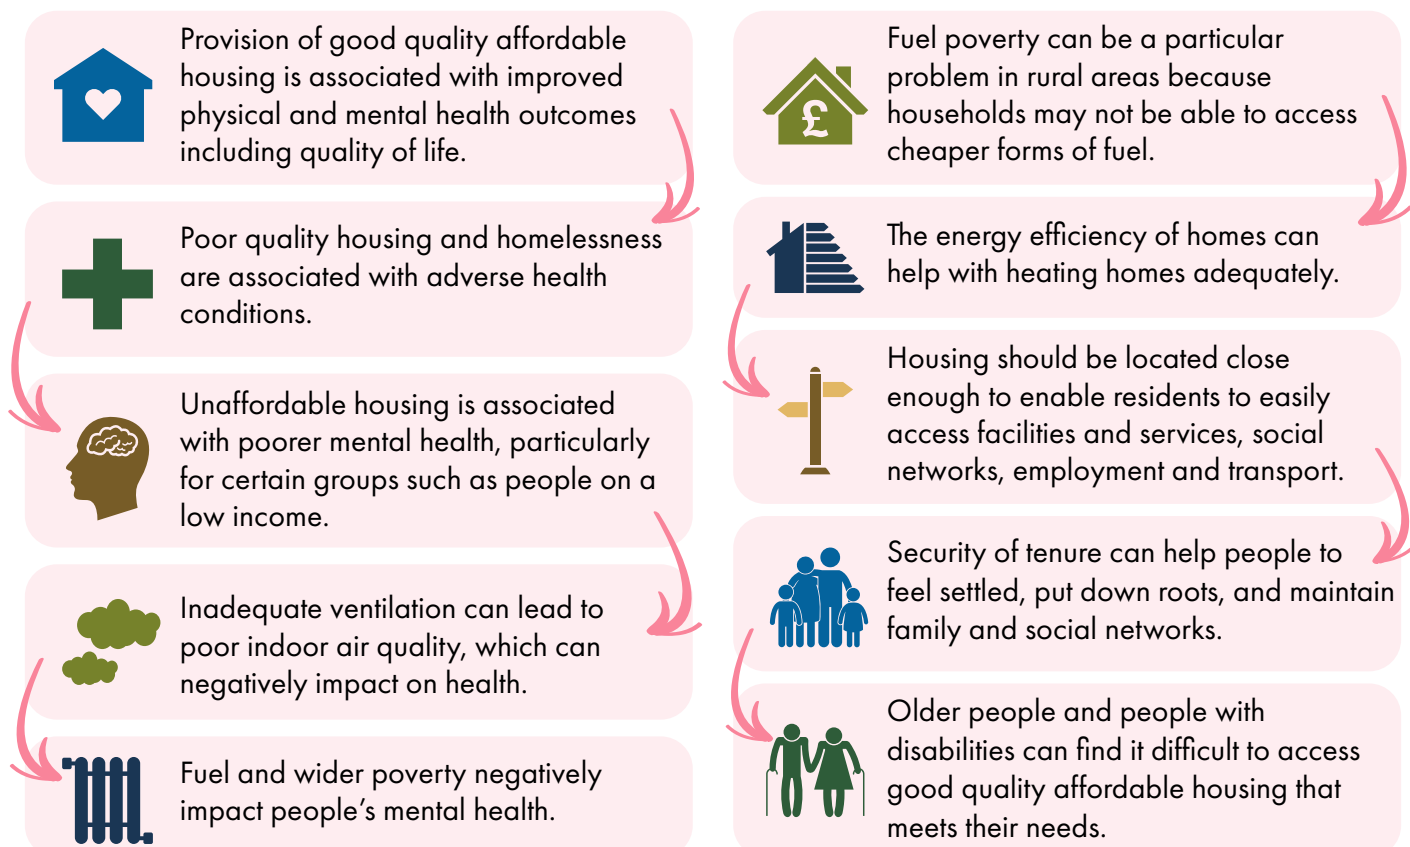 Provision of good quality affordable
housing is associated with improved
physical and mental health outcomes
including quality of life.
Poor quality housing and homelessness
are associated with adverse health
conditions.
Unaffordable housing is associated
with poorer mental health, particularly
for certain groups such as people on a
low income.
Inadequate ventilation can lead to
poor indoor air quality, which can
negatively impact on health.
Fuel and wider poverty negatively
impact people’s mental health.
£
Fuel poverty can be a particular
problem in rural areas because
households may not be able to access
cheaper forms of fuel.
The energy efficiency of homes can
help with heating homes adequately.
Housing should be located close
enough to enable residents to easily
access facilities and services, social
networks, employment and transport.
Security of tenure can help people to
feel settled, put down roots, and maintain
family and social networks.
Older people and people with
disabilities can find it difficult to access
good quality affordable housing that
meets their needs.